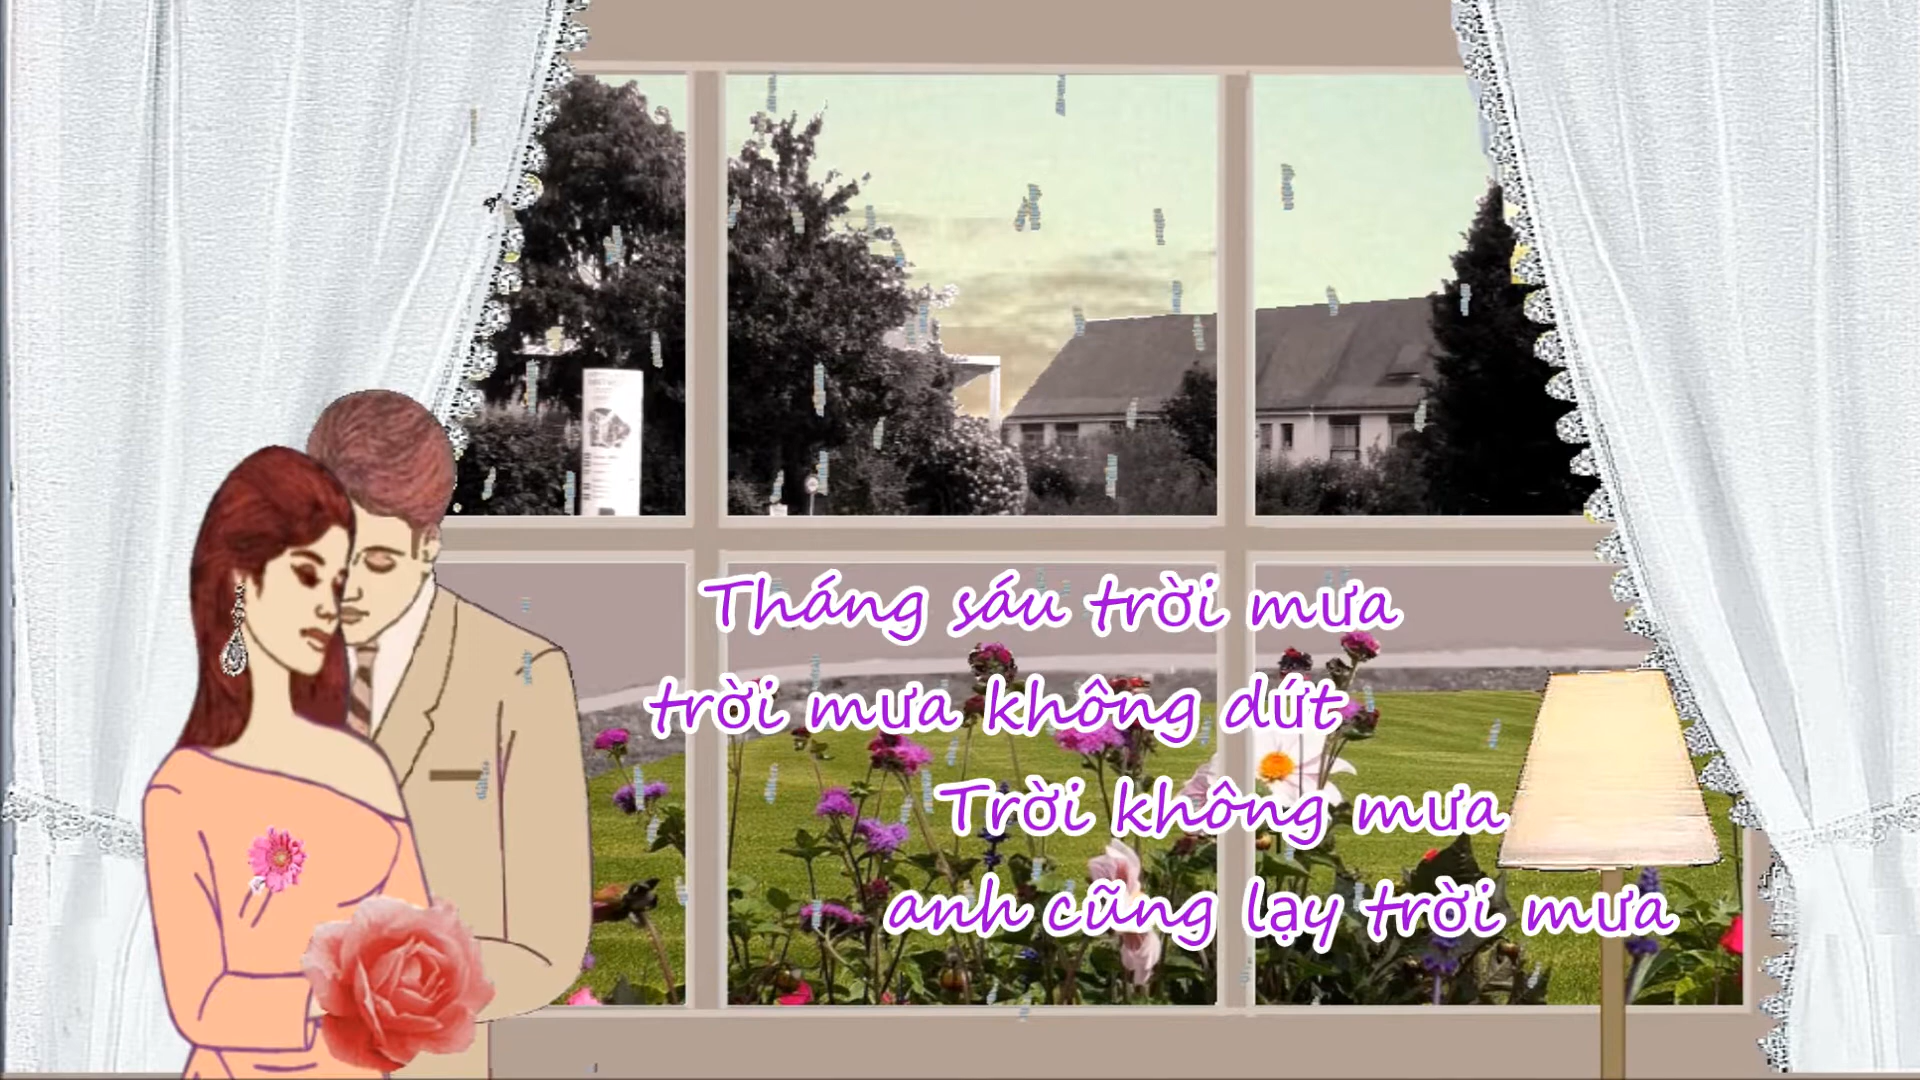 Tháng sáu trời mưa
trời mưa không dứt
Trời không mưa
anh cũng lạy trời mưa